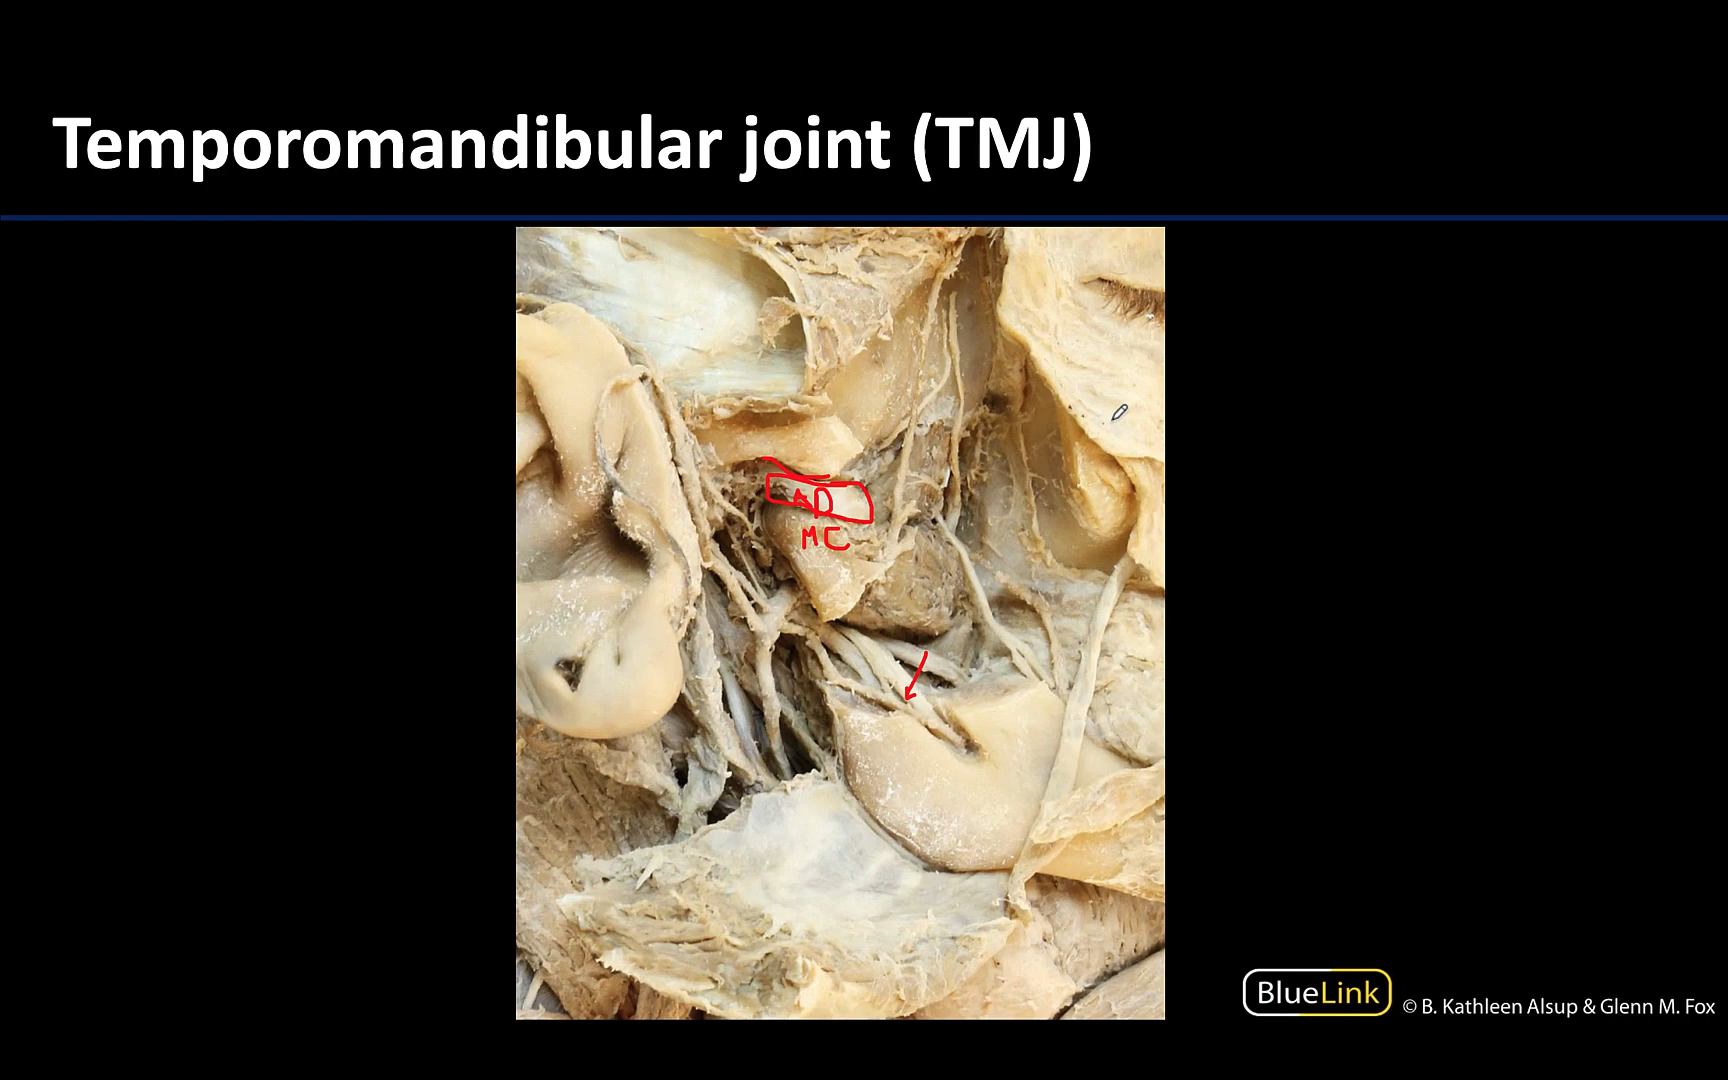 Temporomandibular joint (TMJ)
AD
MC
BlueLink
© B. Kathleen Alsup & Glenn M. Fox